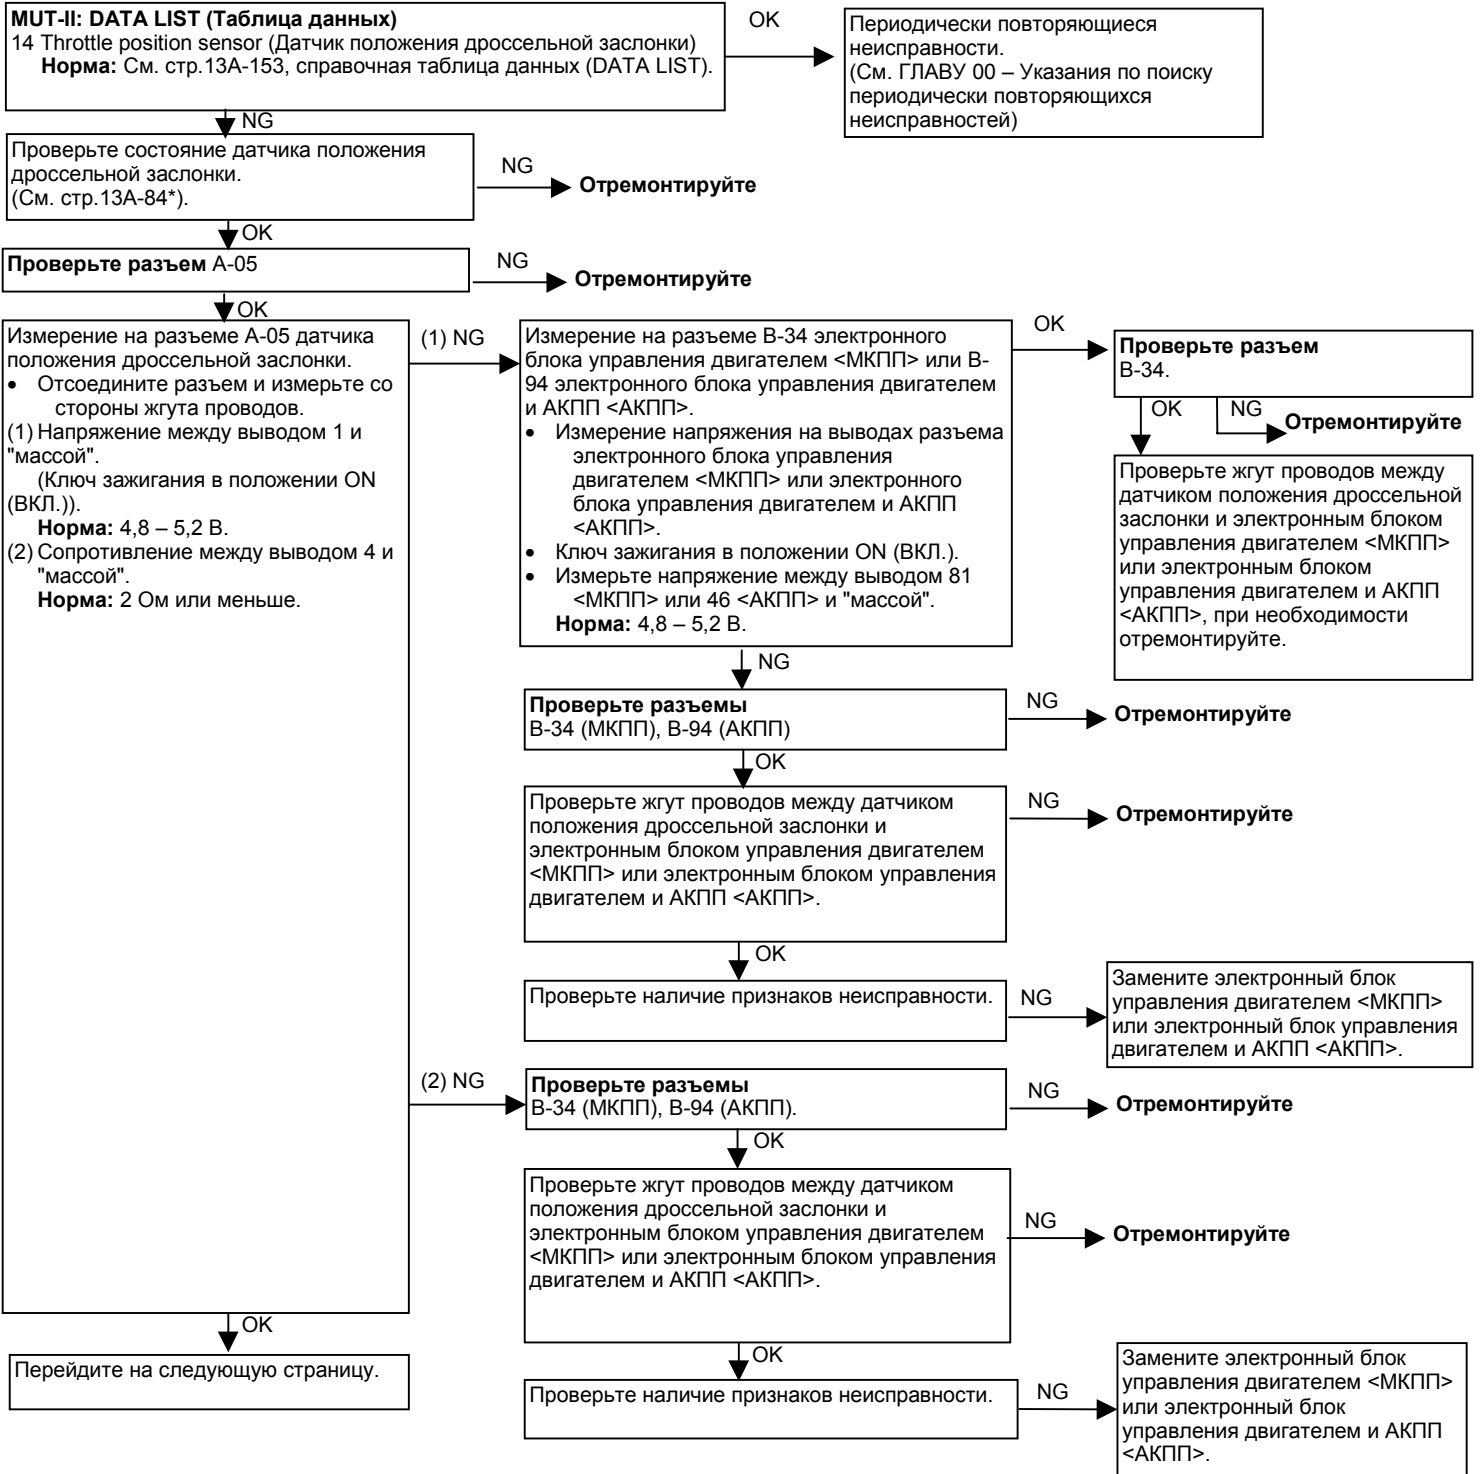 MUT-II: DATA LIST (Таблица данных)
14 Throttle position sensor (Датчик положения дроссельной заслонки)
Норма: См. стр.13А-153, справочная таблица данных (DATA LIST).
OK
Периодически повторяющиеся
неисправности.
(См. ГЛАВУ 00 – Указания по поиску
периодически повторяющихся
неисправностей)
NG
Проверьте состояние датчика положения
дроссельной заслонки.
(См. стр.13А-84*).
NG
Отремонтируйте
OK
Проверьте разъем А-05
NG
Отремонтируйте
OK
Измерение на разъеме А-05 датчика
положения дроссельной заслонки.
• Отсоедините разъем и измерьте со
стороны жгута проводов.
(1) Напряжение между выводом 1 и
"массой".
(Ключ зажигания в положении ON
(ВКЛ.)).
Норма: 4,8 – 5,2 В.
(2) Сопротивление между выводом 4 и
"массой".
Норма: 2 Ом или меньше.
(1) NG
Измерение на разъеме В-34 электронного
блока управления двигателем <МКПП> или В-
94 электронного блока управления двигателем
и АКПП <АКПП>.
• Измерение напряжения на выводах разъема
электронного блока управления
двигателем <МКПП> или электронного
блока управления двигателем и АКПП
<АКПП>.
• Ключ зажигания в положении ON (ВКЛ.).
• Измерьте напряжение между выводом 81
<МКПП> или 46 <АКПП> и "массой".
Норма: 4,8 – 5,2 В.
OK
Проверьте разъем
В-34.
OK
NG
Отремонтируйте
Проверьте жгут проводов между
датчиком положения дроссельной
заслонки и электронным блоком
управления двигателем <МКПП>
или электронным блоком
управления двигателем и АКПП
<АКПП>, при необходимости
отремонтируйте.
NG
Проверьте разъемы
В-34 (МКПП), В-94 (АКПП)
NG
Отремонтируйте
OK
Проверьте жгут проводов между датчиком
положения дроссельной заслонки и
электронным блоком управления двигателем
<МКПП> или электронным блоком управления
двигателем и АКПП <АКПП>.
NG
Отремонтируйте
OK
Проверьте наличие признаков неисправности.
NG
Замените электронный блок
управления двигателем <МКПП>
или электронный блок управления
двигателем и АКПП <АКПП>.
(2) NG
Проверьте разъемы
В-34 (МКПП), В-94 (АКПП).
NG
Отремонтируйте
OK
Проверьте жгут проводов между датчиком
положения дроссельной заслонки и
электронным блоком управления двигателем
<МКПП> или электронным блоком управления
двигателем и АКПП <АКПП>.
NG
Отремонтируйте
OK
Перейдите на следующую страницу.
OK
Проверьте наличие признаков неисправности.
NG
Замените электронный блок
управления двигателем <МКПП>
или электронный блок
управления двигателем и АКПП
<АКПП>.